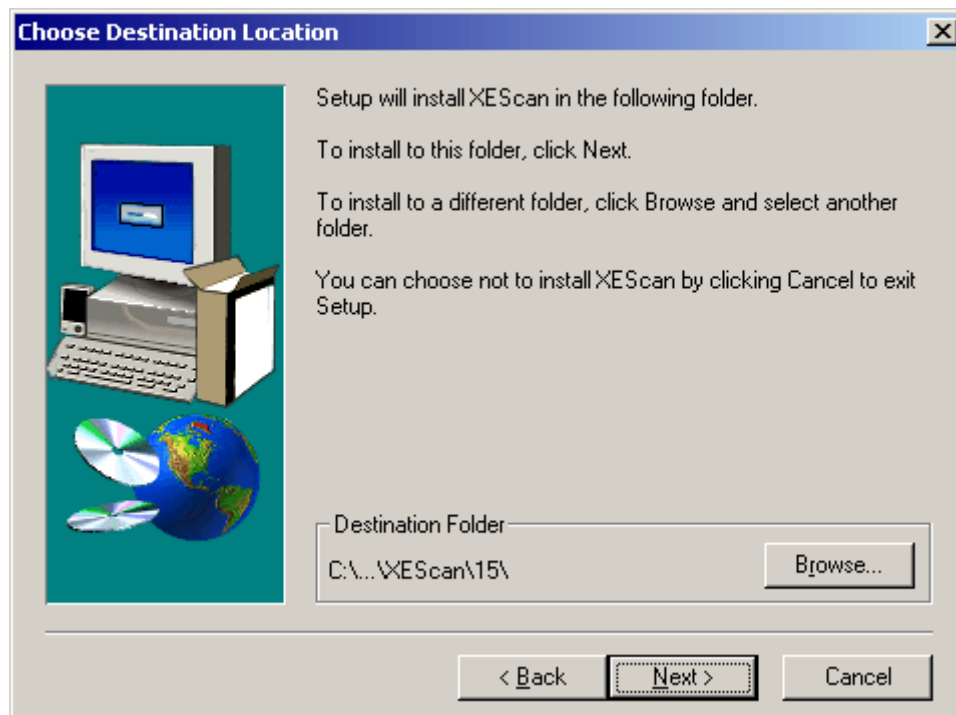 Choose Destination Location
Setup will install XEScan in the following folder.
To install to this folder, click Next.
To install to a different folder, click Browse and select another
folder.
You can choose not to install XEScan by clicking Cancel to exit
Setup.
Destination Folder
C:\...\XEScan\15\
Browse...
< Back
Next >
Cancel